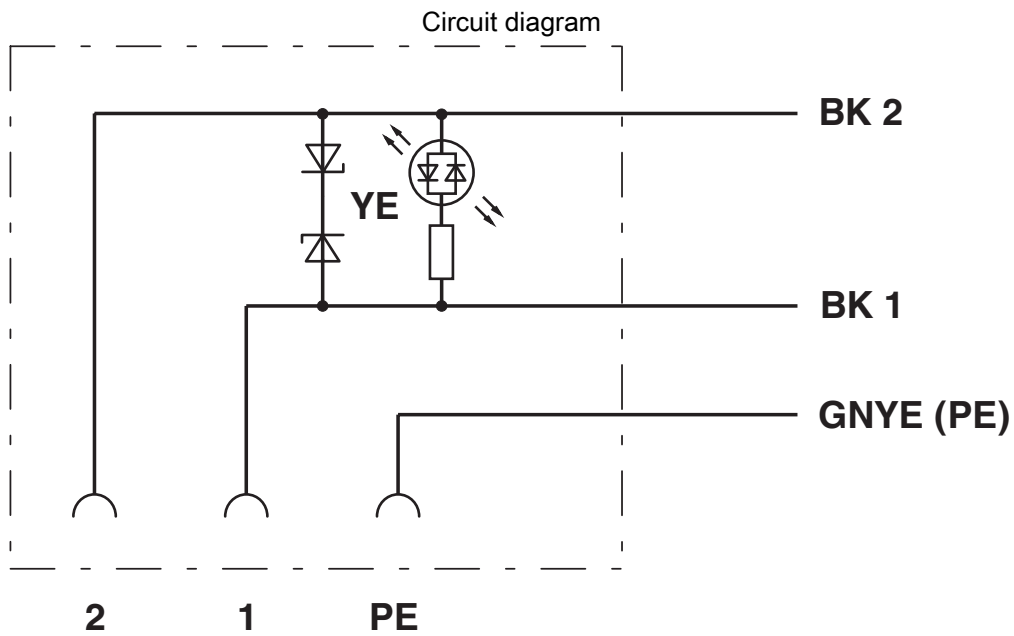 Circuit diagram
BK 2
YE
BK 1
GNYE (PE)
2 1 PE